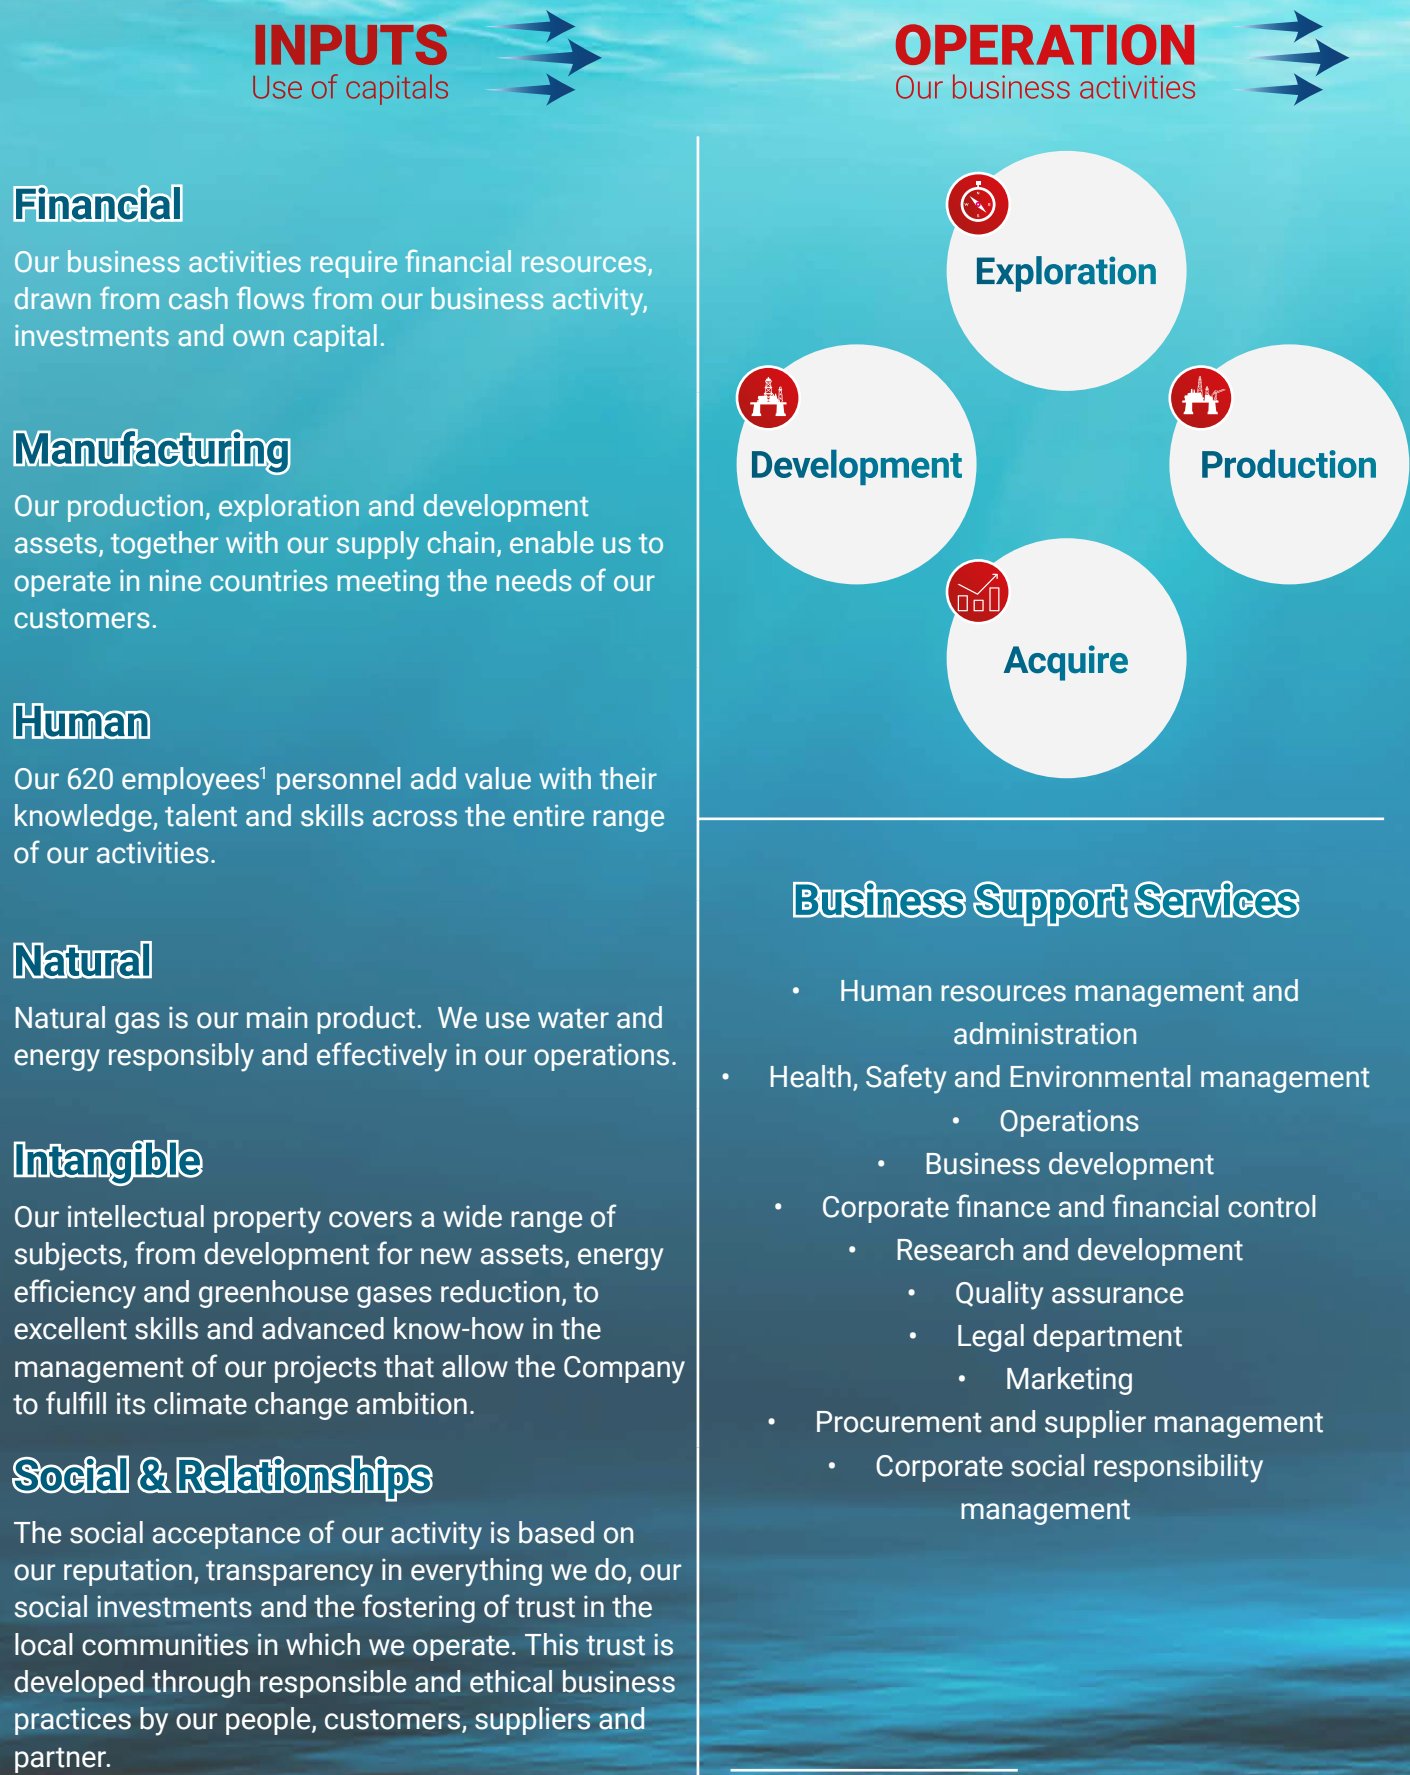 INPUTS
Use of capitals
Financial
Our business activities require financial resources,
drawn from cash flows from our business activity,
investments and own capital.
Manufacturing
Our production, exploration and development
assets, together with our supply chain, enable us to
operate in nine countries meeting the needs of our
customers.
Human
Our 620 employees¹ personnel add value with their
knowledge, talent and skills across the entire range
of our activities.
Natural
Natural gas is our main product.  We use water and
energy responsibly and effectively in our operations.
Intangible
Our intellectual property covers a wide range of
subjects, from development for new assets, energy
efficiency and greenhouse gases reduction, to
excellent skills and advanced know-how in the
management of our projects that allow the Company
to fulfill its climate change ambition.
Social & Relationships
The social acceptance of our activity is based on
our reputation, transparency in everything we do, our
social investments and the fostering of trust in the
local communities in which we operate. This trust is
developed through responsible and ethical business
practices by our people, customers, suppliers and
partner.
OPERATION
Our business activities
Exploration
Development
Production
Acquire
Business Support Services
• Human resources management and
administration
• Health, Safety and Environmental management
• Operations
• Business development
• Corporate finance and financial control
• Research and development
• Quality assurance
• Legal department
• Marketing
• Procurement and supplier management
• Corporate social responsibility
management